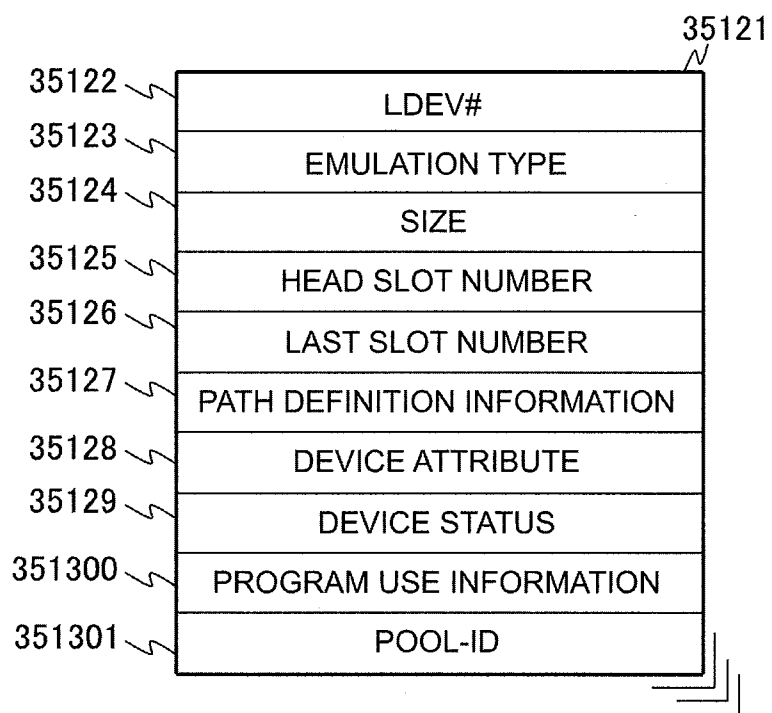 35121
35122
LDEV#
35123
EMULATION TYPE
35124
SIZE
35125
HEAD SLOT NUMBER
35126
LAST SLOT NUMBER
35127
PATH DEFINITION INFORMATION
35128
DEVICE ATTRIBUTE
35129
DEVICE STATUS
351300
PROGRAM USE INFORMATION
351301
POOL-ID